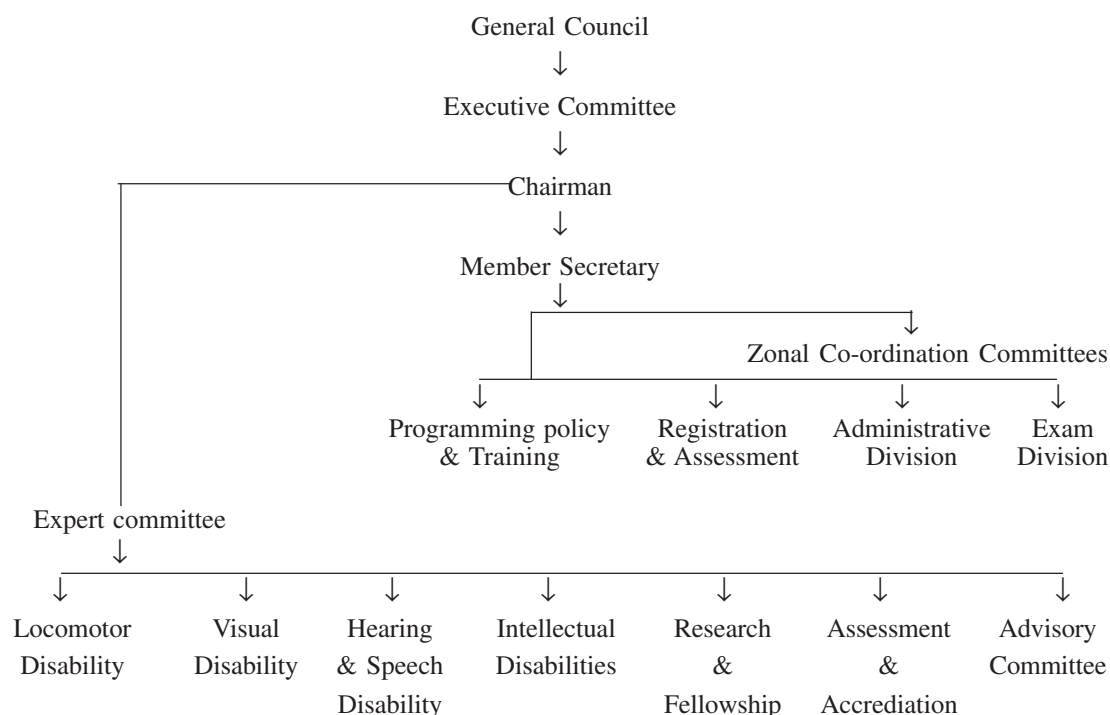 General Council
Executive Committee
Chairman
Member Secretary
Zonal Co-ordination Committees
Programming policy
& Training
Registration
& Assessment
Administrative
Division
Exam
Division
Expert committee
Locomotor
Disability
Visual
Disability
Hearing
& Speech
Disability
Intellectual
Disabilities
Research
&
Fellowship
Assessment
&
Accrediation
Advisory
Committee